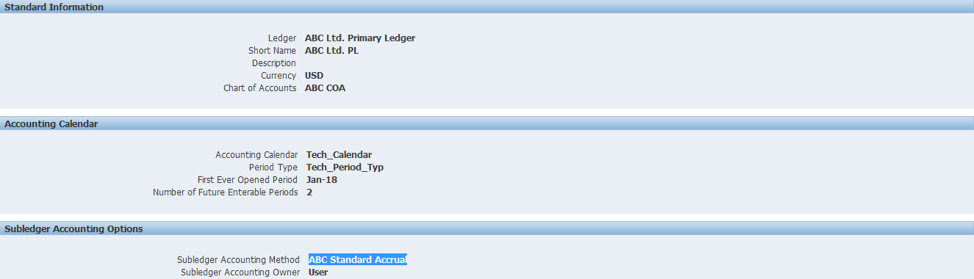 Standard Information
Ledger ABC Ltd. Primary Ledger
Short Name ABC Ltd. PL
Description
Currency USD
Chart of Accounts ABC COA
Accounting Calendar
Accounting Calendar Tech_Calendar
Period Type Tech_Period_Typ
First Ever Opened Period Jan-18
Number of Future Enterable Periods 2
Subledger Accounting Options
Subledger Accounting Method ABC Standard Accrual
Subledger Accounting Owner User